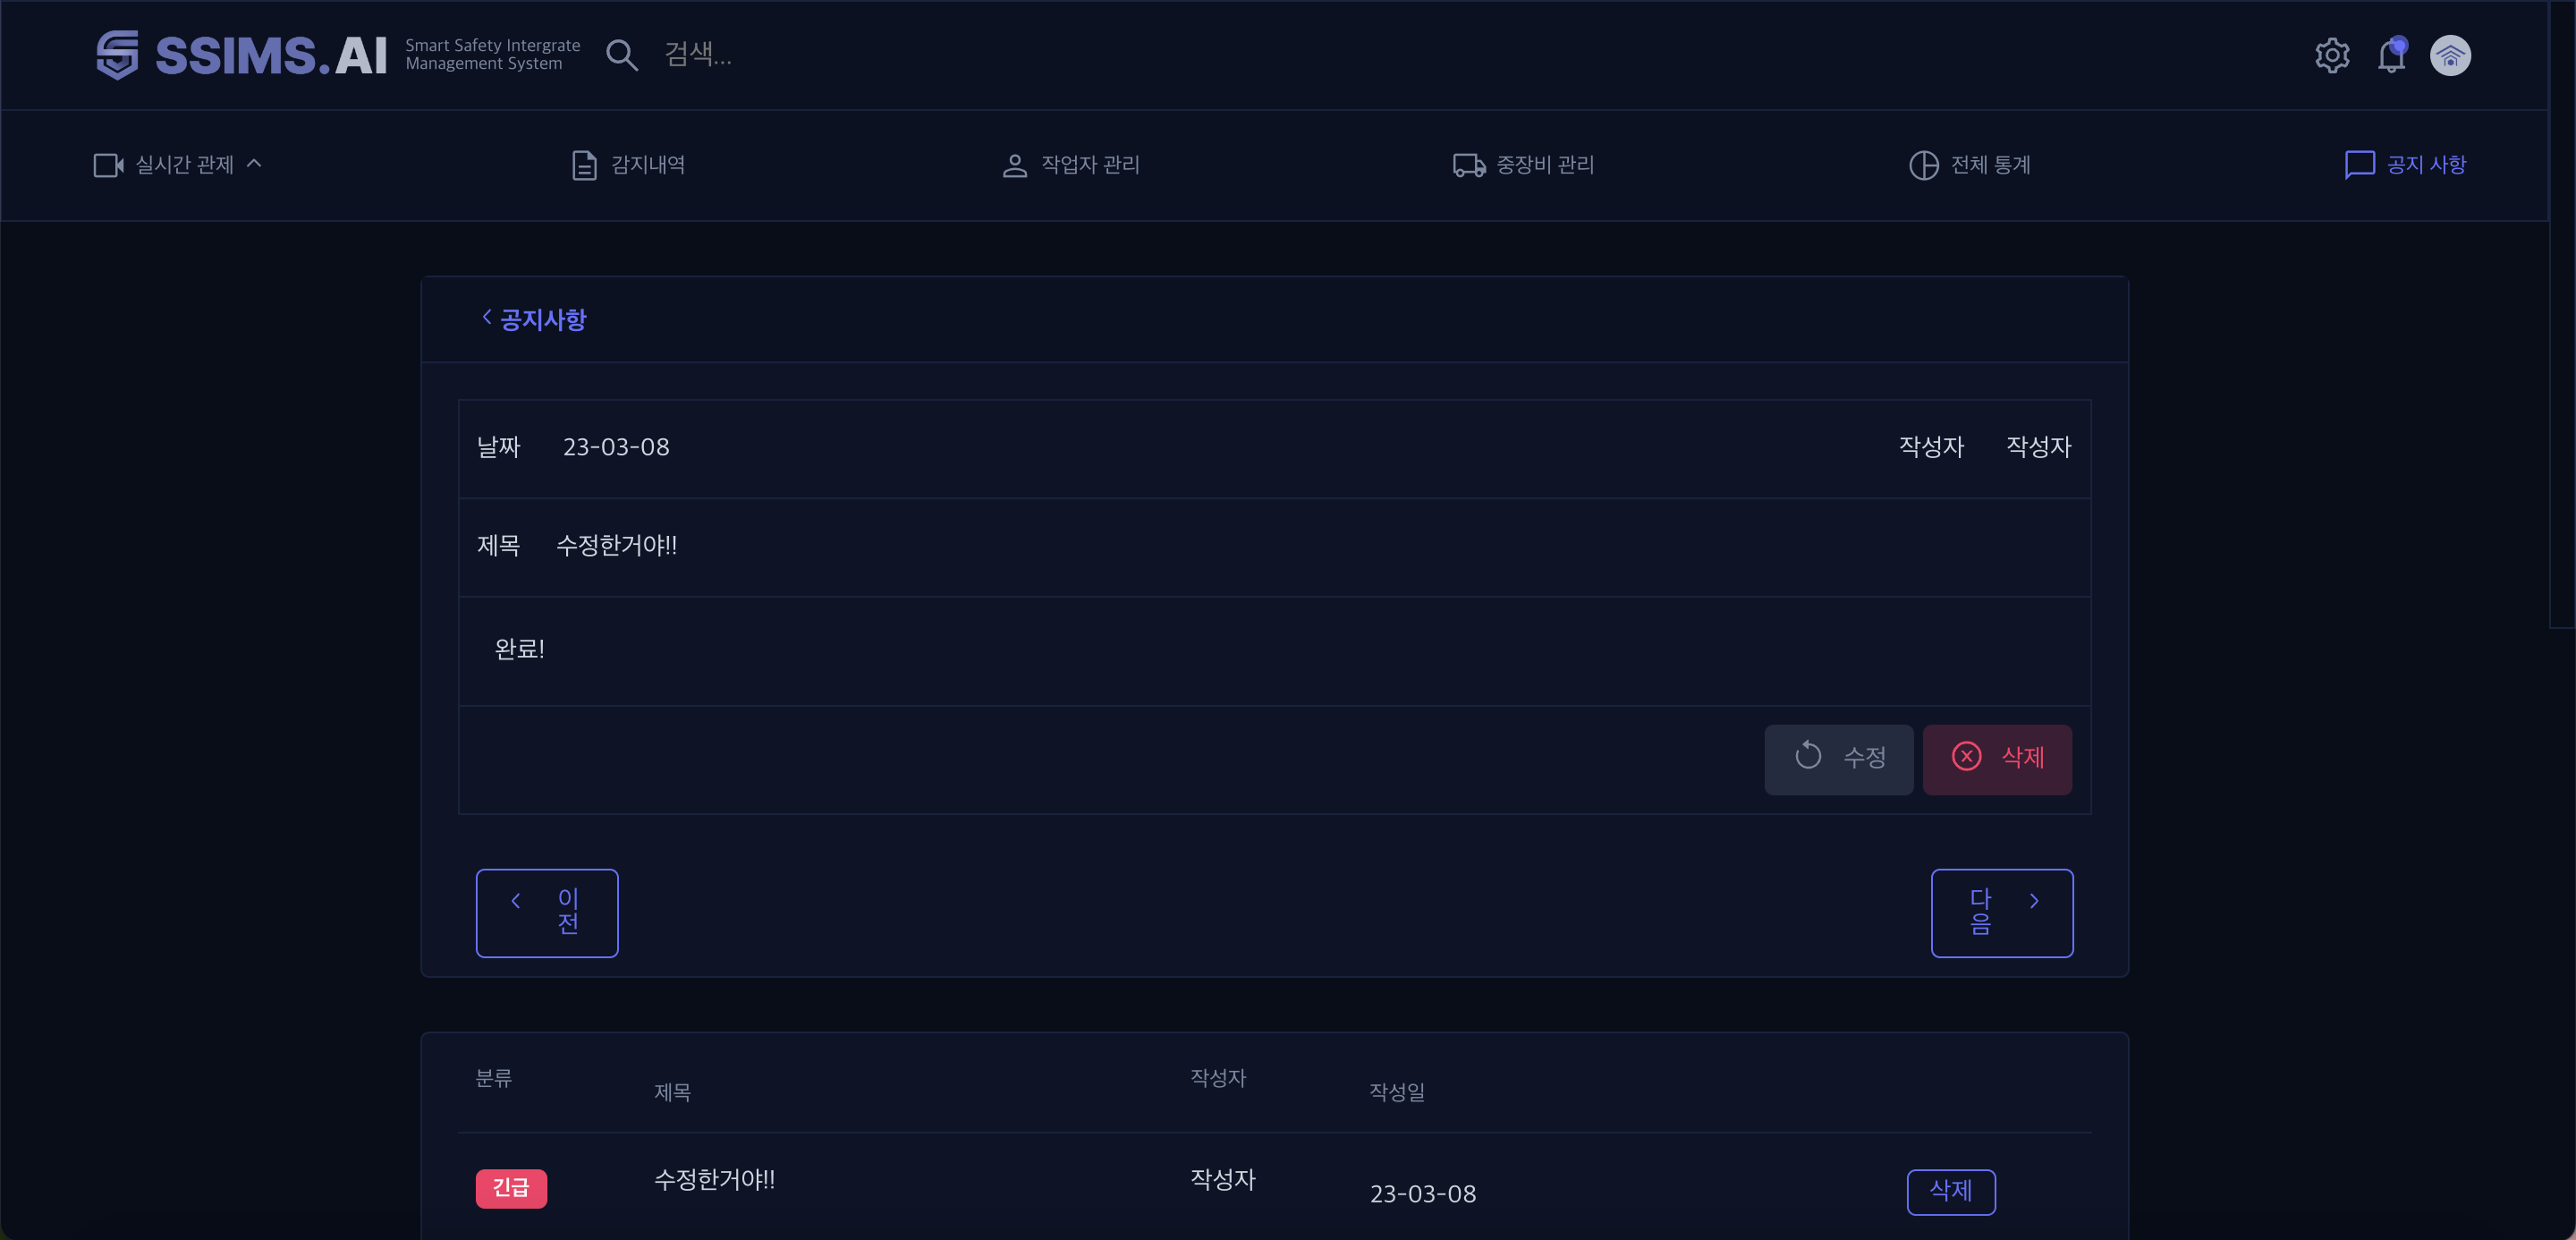 SSIMS.AI
Smart Safety Intergrate
Management System
검색...
실시간 관제
감지내역
작업자 관리
중장비 관리
전체 통계
공지 사항
공지사항
날짜 23-03-08 작성자 작성자
제목 수정한거야!!
완료!
수정 삭제
이
전
다
음
분류 제목 작성자 작성일
긴급 수정한거야!! 작성자 23-03-08 삭제